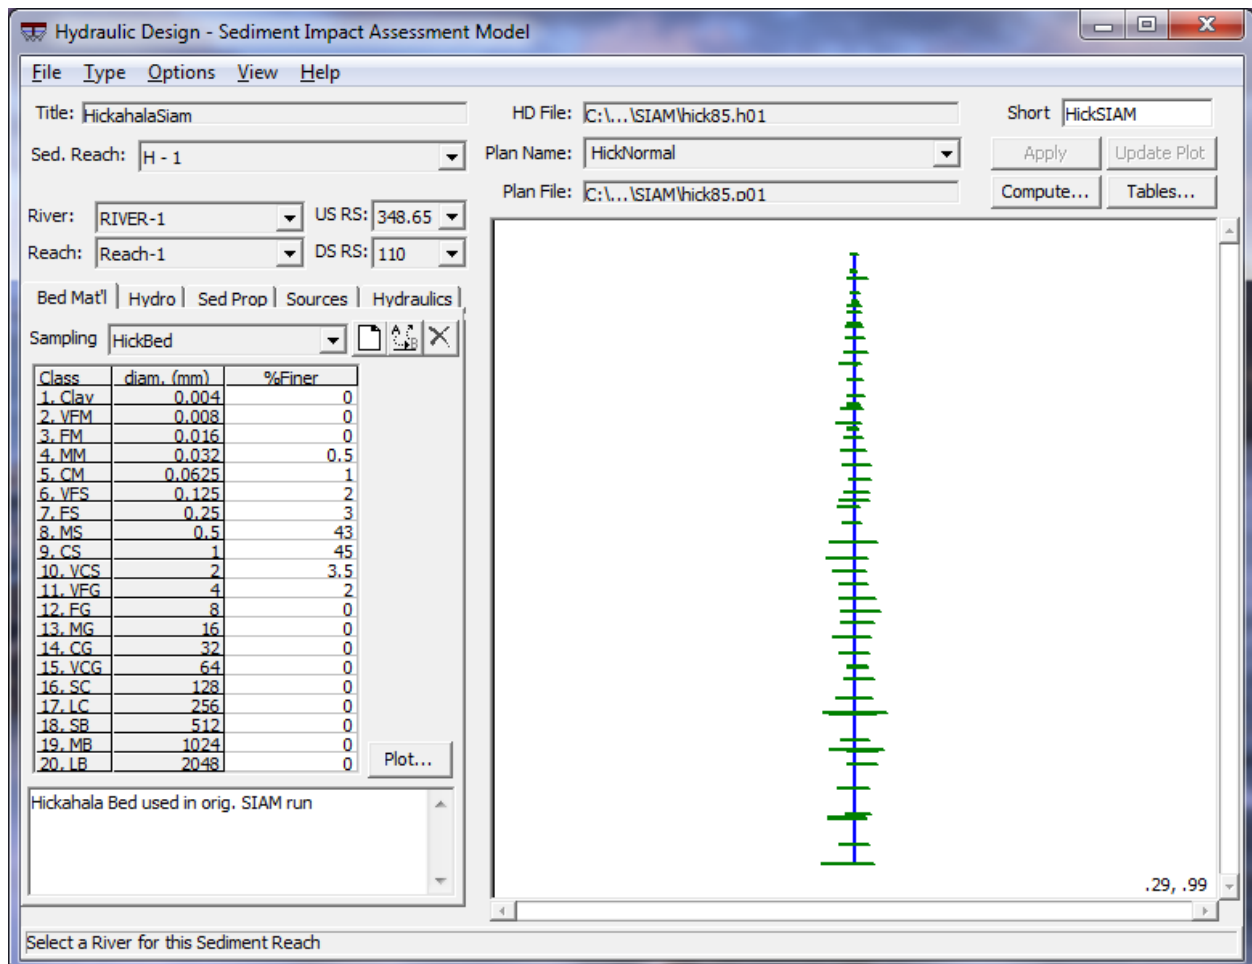 Hydraulic Design - Sediment Impact Assessment Model
File Type Options View Help
Title: HickahalaSiam
HD File: C:\...\SIAM\hick85.h01
Short HickSIAM
Sed. Reach: H - 1
Plan Name: HickNormal
Apply Update Plot
Plan File: C:\...\SIAM\hick85.p01
Compute... Tables...
River: RIVER-1 US RS: 348.65
Reach: Reach-1 DS RS: 110
Bed Mat'l Hydro Sed Prop Sources Hydraulics
Sampling HickBed
Class diam. (mm) %Finer
1. Clay 0.004 0
2. VFM 0.008 0
3. FM 0.016 0
4. MM 0.032 0.5
5. CM 0.0625 1
6. VFS 0.125 2
7. FS 0.25 3
8. MS 0.5 43
9. CS 1 45
10. VCS 2 3.5
11. VFG 4 2
12. FG 8 0
13. MG 16 0
14. CG 32 0
15. VCG 64 0
16. SC 128 0
17. LC 256 0
18. SB 512 0
19. MB 1024 0
20. LB 2048 0
Plot...
Hickahala Bed used in orig. SIAM run
.29, .99
Select a River for this Sediment Reach